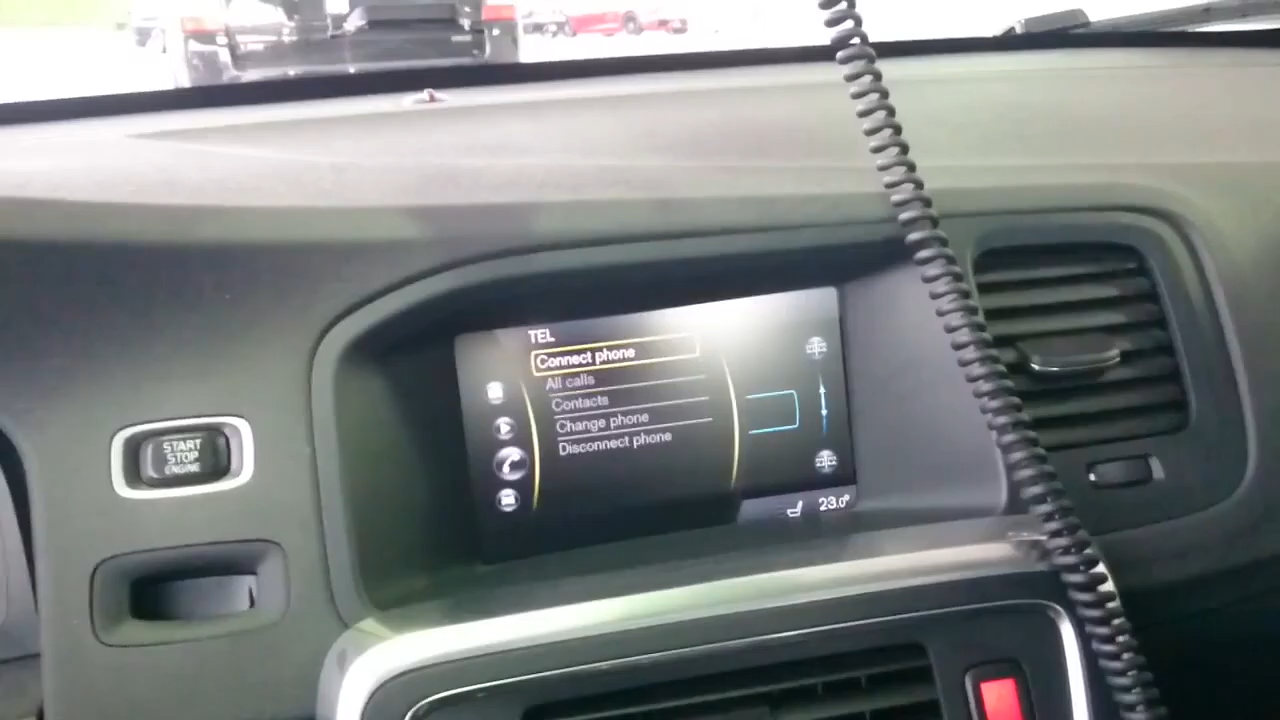 TEL
Connect phone
All calls
Contacts
Change phone
Disconnect phone
23.0°
START
STOP
ENGINE